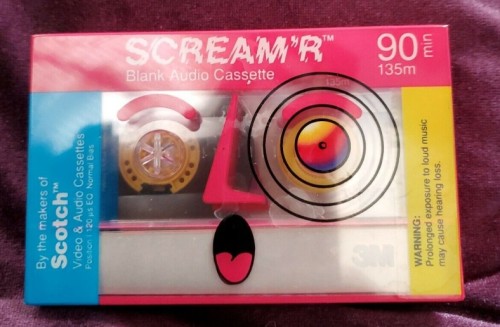 SCREAM'R™
Blank Audio Cassette
90 min
135m
By the makers of
Scotch™
Video & Audio Cassettes
Position I 120 µs EQ. Normal Bias
WARNING:
Prolonged exposure to loud music
may cause hearing loss.
3M